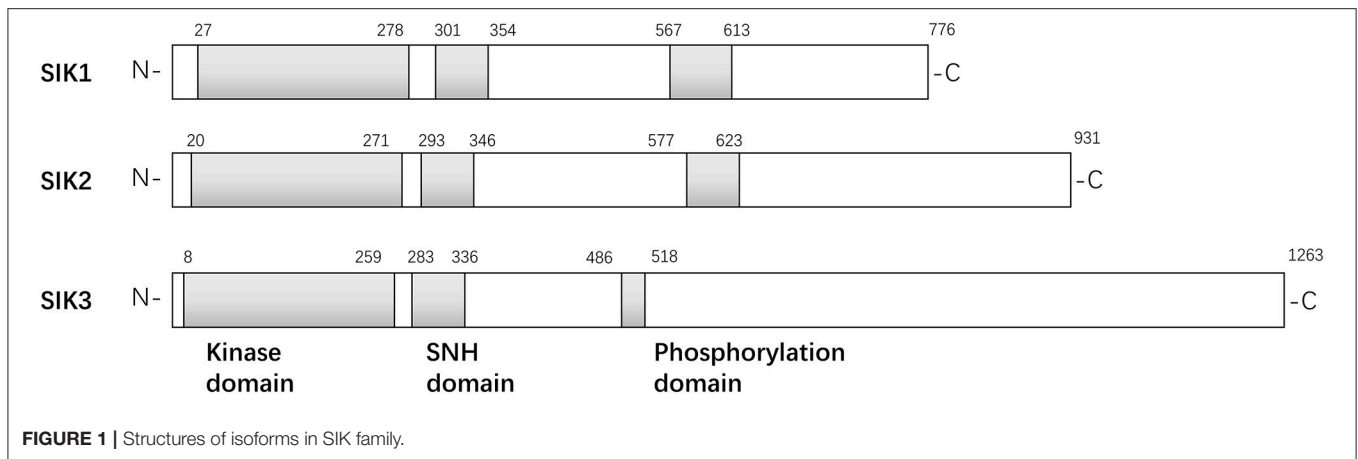 27 278 301 354 567 613 776
SIK1 N- -C
20 271 293 346 577 623 931
SIK2 N- -C
8 259 283 336 486 518 1263
SIK3 N- -C
Kinase SNH Phosphorylation
domain domain domain
FIGURE 1 | Structures of isoforms in SIK family.